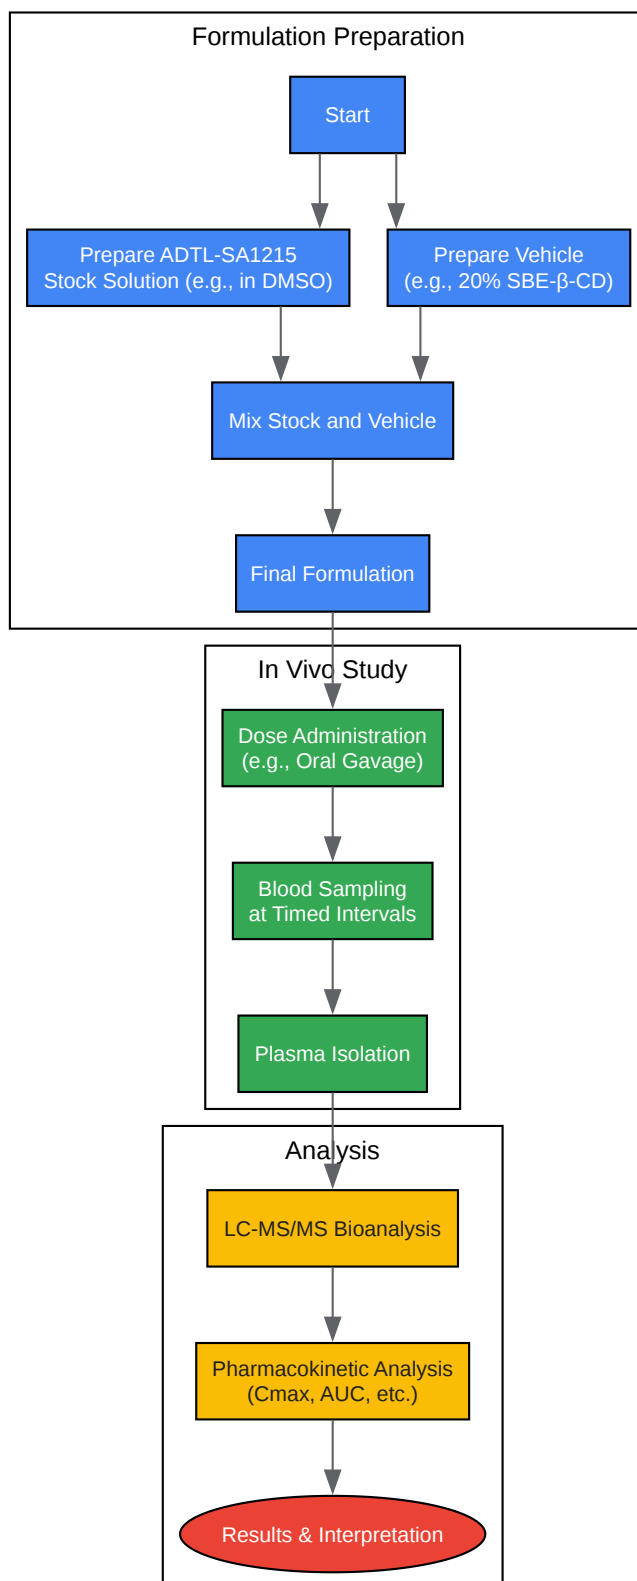 Formulation Preparation
Start
Prepare ADTL-SA1215
Stock Solution (e.g., in DMSO)
Prepare Vehicle
(e.g., 20% SBE-β-CD)
Mix Stock and Vehicle
Final Formulation
In Vivo Study
Dose Administration
(e.g., Oral Gavage)
Blood Sampling
at Timed Intervals
Plasma Isolation
Analysis
LC-MS/MS Bioanalysis
Pharmacokinetic Analysis
(Cmax, AUC, etc.)
Results & Interpretation